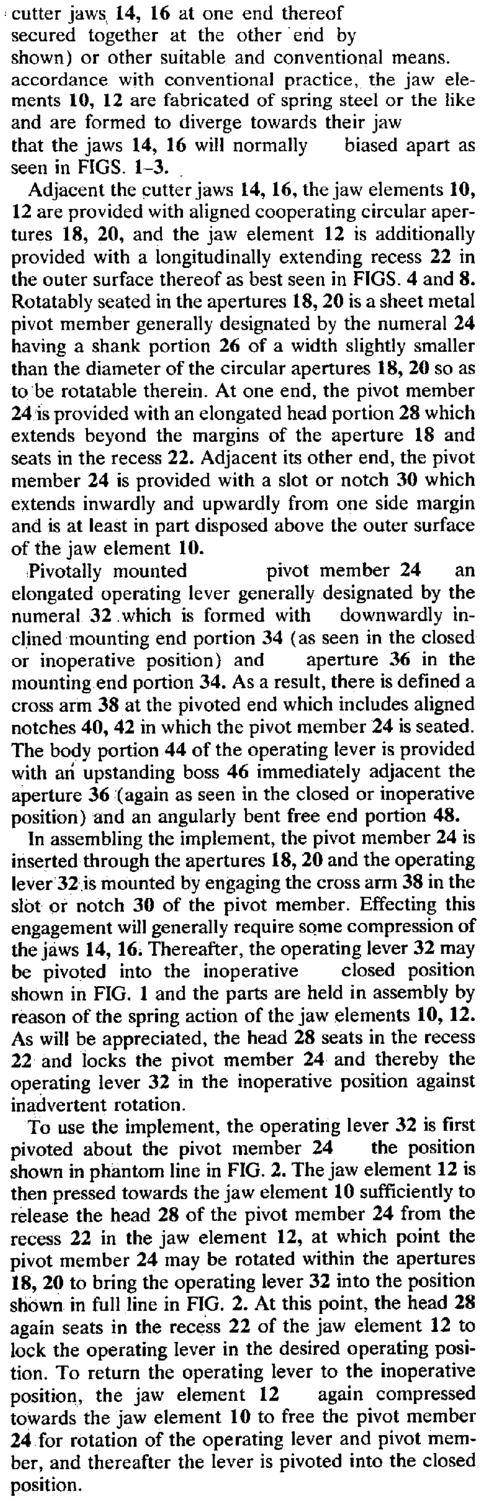 cutter jaws 14, 16 at one end thereof
secured together at the other end by
shown) or other suitable and conventional means.
accordance with conventional practice, the jaw ele-
ments 10, 12 are fabricated of spring steel or the like
and are formed to diverge towards their jaw
that the jaws 14, 16 will normally biased apart as
seen in FIGS. 1-3.
Adjacent the cutter jaws 14, 16, the jaw elements 10,
12 are provided with aligned cooperating circular aper-
tures 18, 20, and the jaw element 12 is additionally
provided with a longitudinally extending recess 22 in
the outer surface thereof as best seen in FIGS. 4 and 8.
Rotatably seated in the apertures 18, 20 is a sheet metal
pivot member generally designated by the numeral 24
having a shank portion 26 of a width slightly smaller
than the diameter of the circular apertures 18, 20 so as
to be rotatable therein. At one end, the pivot member
24 is provided with an elongated head portion 28 which
extends beyond the margins of the aperture 18 and
seats in the recess 22. Adjacent its other end, the pivot
member 24 is provided with a slot or notch 30 which
extends inwardly and upwardly from one side margin
and is at least in part disposed above the outer surface
of the jaw element 10.
Pivotally mounted pivot member 24 an
elongated operating lever generally designated by the
numeral 32 which is formed with downwardly in-
clined mounting end portion 34 (as seen in the closed
or inoperative position) and aperture 36 in the
mounting end portion 34. As a result, there is defined a
cross arm 38 at the pivoted end which includes aligned
notches 40, 42 in which the pivot member 24 is seated.
The body portion 44 of the operating lever is provided
with an upstanding boss 46 immediately adjacent the
aperture 36 (again as seen in the closed or inoperative
position) and an angularly bent free end portion 48.
In assembling the implement, the pivot member 24 is
inserted through the apertures 18, 20 and the operating
lever 32 is mounted by engaging the cross arm 38 in the
slot or notch 30 of the pivot member. Effecting this
engagement will generally require some compression of
the jaws 14, 16. Thereafter, the operating lever 32 may
be pivoted into the inoperative closed position
shown in FIG. 1 and the parts are held in assembly by
reason of the spring action of the jaw elements 10, 12.
As will be appreciated, the head 28 seats in the recess
22 and locks the pivot member 24 and thereby the
operating lever 32 in the inoperative position against
inadvertent rotation.
To use the implement, the operating lever 32 is first
pivoted about the pivot member 24 the position
shown in phantom line in FIG. 2. The jaw element 12 is
then pressed towards the jaw element 10 sufficiently to
release the head 28 of the pivot member 24 from the
recess 22 in the jaw element 12, at which point the
pivot member 24 may be rotated within the apertures
18, 20 to bring the operating lever 32 into the position
shown in full line in FIG. 2. At this point, the head 28
again seats in the recess 22 of the jaw element 12 to
lock the operating lever in the desired operating posi-
tion. To return the operating lever to the inoperative
position, the jaw element 12 again compressed
towards the jaw element 10 to free the pivot member
24 for rotation of the operating lever and pivot mem-
ber, and thereafter the lever is pivoted into the closed
position.